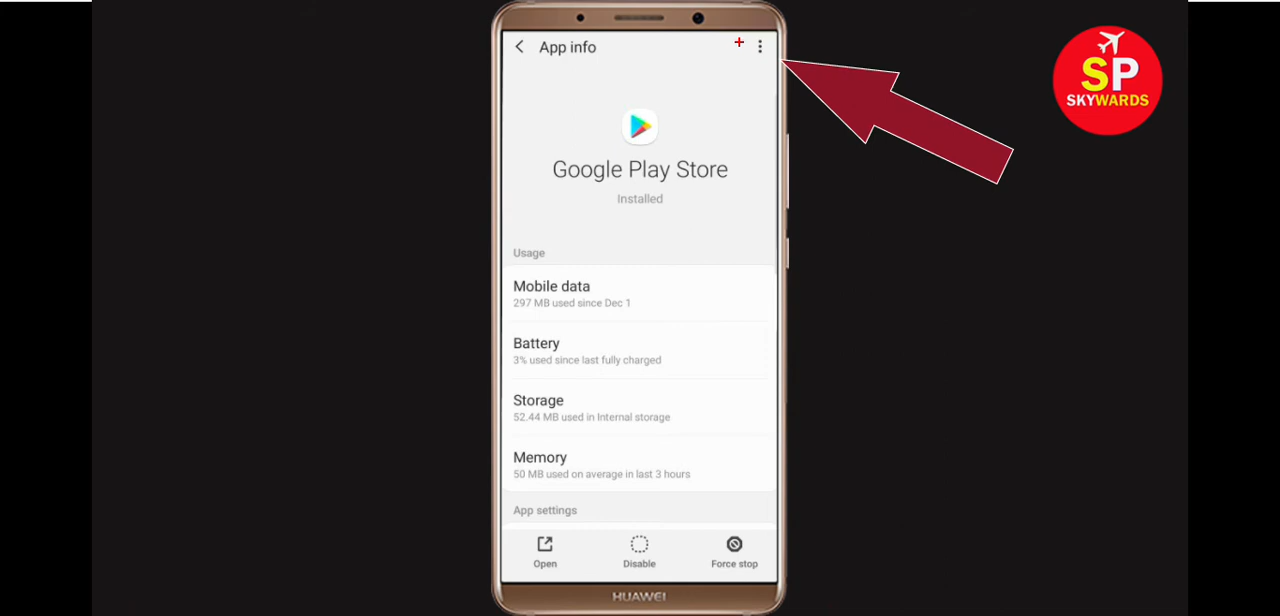 App info
SP
SKYWARDS
Google Play Store
Installed
Usage
Mobile data
297 MB used since Dec 1
Battery
3% used since last fully charged
Storage
52.44 MB used in Internal storage
Memory
50 MB used on average in last 3 hours
App settings
Open
Disable
Force stop
HUAWEI